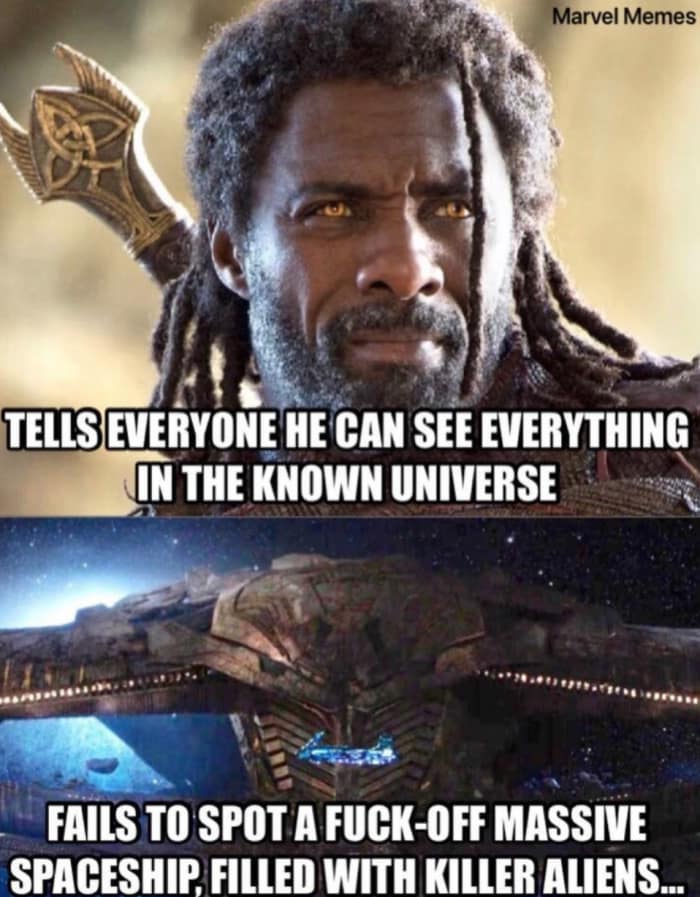 Marvel Memes
TELLS EVERYONE HE CAN SEE EVERYTHING
IN THE KNOWN UNIVERSE
FAILS TO SPOT A FUCK-OFF MASSIVE
SPACESHIP, FILLED WITH KILLER ALIENS...